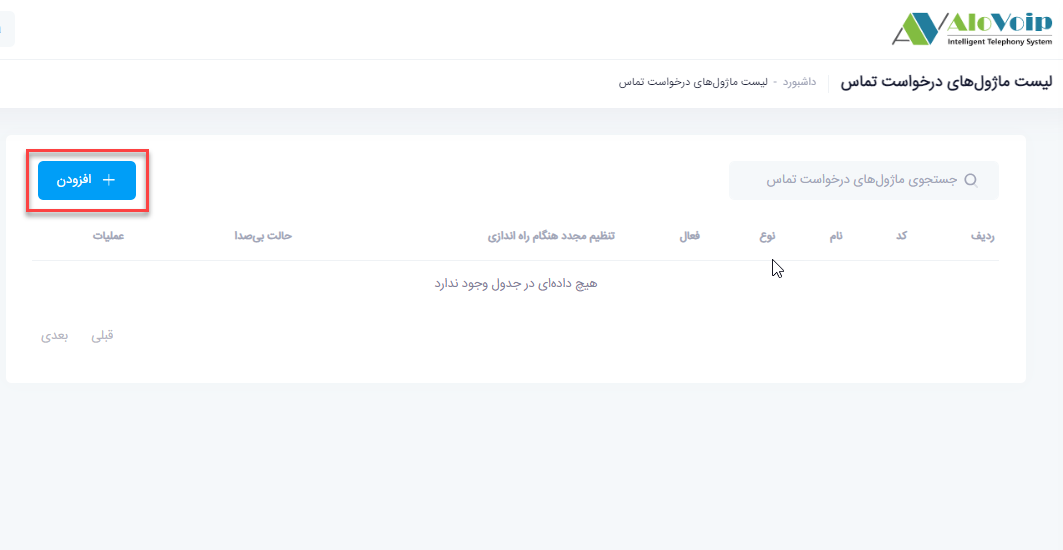 AloVoip
Intelligent Telephony System
لیست ماژول‌های درخواست تماس
داشبورد - لیست ماژول‌های درخواست تماس
جستجوی ماژول‌های درخواست تماس
افزودن
ردیف کد نام نوع فعال تنظیم مجدد هنگام راه اندازی حالت بی‌صدا عملیات
هیچ داده‌ای در جدول وجود ندارد
قبلی بعدی